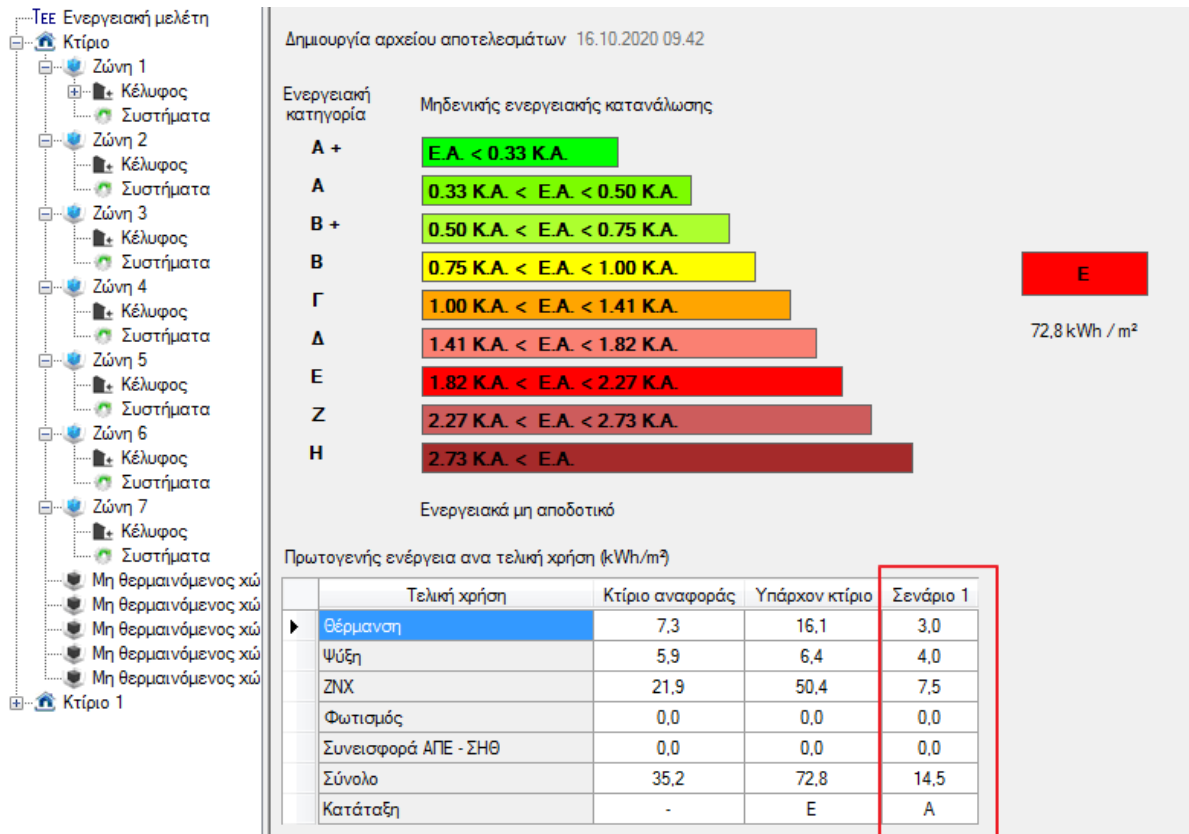 ΤΕΕ Ενεργειακή μελέτη
Κτίριο
Ζώνη 1
Κέλυφος
Συστήματα
Ζώνη 2
Κέλυφος
Συστήματα
Ζώνη 3
Κέλυφος
Συστήματα
Ζώνη 4
Κέλυφος
Συστήματα
Ζώνη 5
Κέλυφος
Συστήματα
Ζώνη 6
Κέλυφος
Συστήματα
Ζώνη 7
Κέλυφος
Συστήματα
Μη θερμαινόμενος χώ
Μη θερμαινόμενος χώ
Μη θερμαινόμενος χώ
Μη θερμαινόμενος χώ
Μη θερμαινόμενος χώ
Κτίριο 1
Δημιουργία αρχείου αποτελεσμάτων 16.10.2020 09.42
Ενεργειακή κατηγορία
Μηδενικής ενεργειακής κατανάλωσης
Α + Ε.Α. < 0.33 Κ.Α.
Α 0.33 Κ.Α. < Ε.Α. < 0.50 Κ.Α.
Β + 0.50 Κ.Α. < Ε.Α. < 0.75 Κ.Α.
Β 0.75 Κ.Α. < Ε.Α. < 1.00 Κ.Α.
Γ 1.00 Κ.Α. < Ε.Α. < 1.41 Κ.Α.
Δ 1.41 Κ.Α. < Ε.Α. < 1.82 Κ.Α.
Ε 1.82 Κ.Α. < Ε.Α. < 2.27 Κ.Α.
Ζ 2.27 Κ.Α. < Ε.Α. < 2.73 Κ.Α.
Η 2.73 Κ.Α. < Ε.Α.
Ενεργειακά μη αποδοτικό
Ε
72,8 kWh / m²
Πρωτογενής ενέργεια ανα τελική χρήση (kWh/m²)
Τελική χρήση Κτίριο αναφοράς Υπάρχον κτίριο Σενάριο 1
Θέρμανση 7,3 16,1 3,0
Ψύξη 5,9 6,4 4,0
ΖΝΧ 21,9 50,4 7,5
Φωτισμός 0,0 0,0 0,0
Συνεισφορά ΑΠΕ - ΣΗΘ 0,0 0,0 0,0
Σύνολο 35,2 72,8 14,5
Κατάταξη - Ε Α